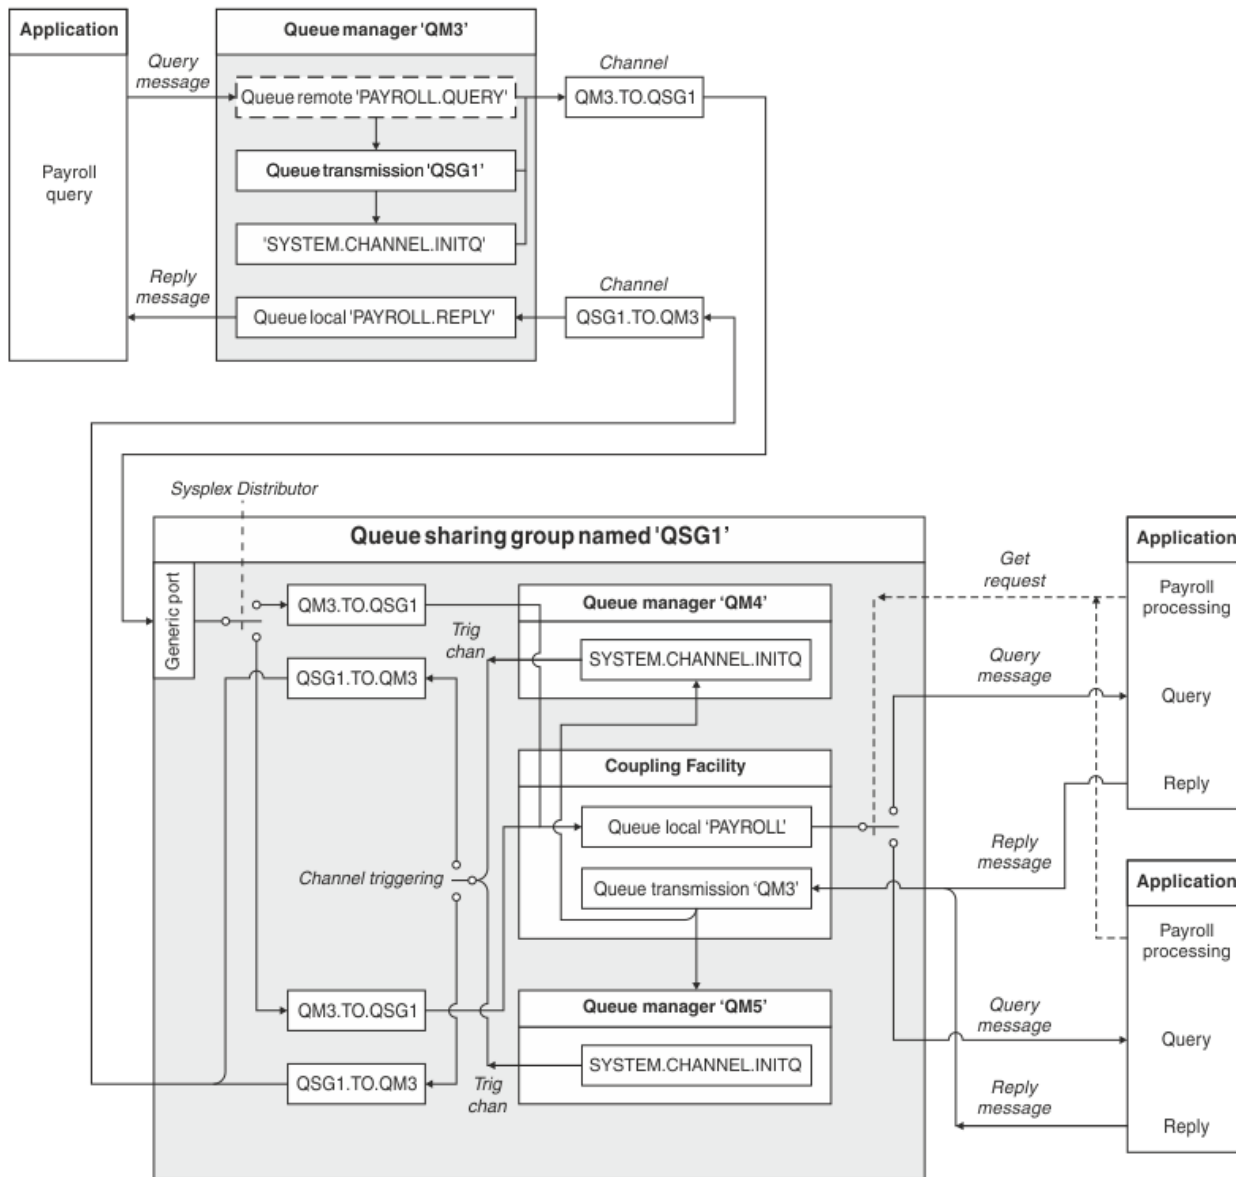 Application
Queue manager 'QM3'
Query
message
Channel
Queue remote 'PAYROLL.QUERY'
QM3.TO.QSG1
Payroll
query
Queue transmission 'QSG1'
'SYSTEM.CHANNEL.INITQ'
Reply
message
Channel
Queue local 'PAYROLL.REPLY'
QSG1.TO.QM3
Sysplex Distributor
Queue sharing group named 'QSG1'
Generic port
QM3.TO.QSG1
QSG1.TO.QM3
Trig
chan
Queue manager ‘QM4’
SYSTEM.CHANNEL.INITQ
Get
request
Application
Payroll
processing
Query
message
Query
Reply
Coupling Facility
Queue local ‘PAYROLL’
Queue transmission ‘QM3’
Channel triggering
Reply
message
Application
Payroll
processing
QM3.TO.QSG1
QSG1.TO.QM3
Queue manager ‘QM5’
SYSTEM.CHANNEL.INITQ
Trig
chan
Query
message
Query
Reply
message
Reply